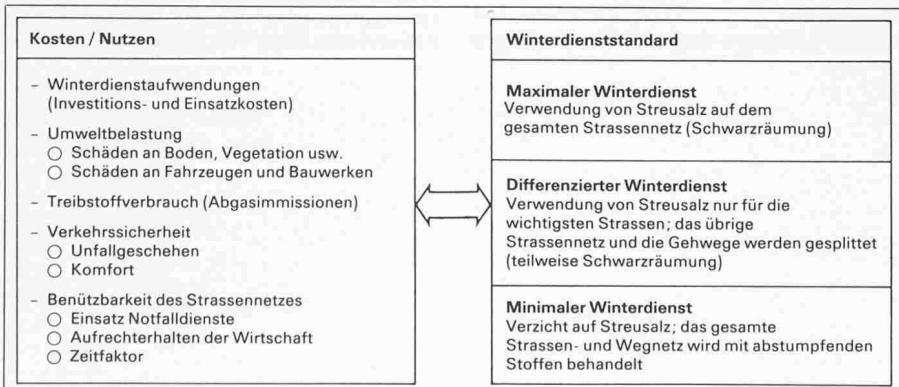 Kosten / Nutzen
– Winterdienstaufwendungen
(Investitions- und Einsatzkosten)
– Umweltbelastung
○ Schäden an Boden, Vegetation usw.
○ Schäden an Fahrzeugen und Bauwerken
– Treibstoffverbrauch (Abgasimmissionen)
– Verkehrssicherheit
○ Unfallgeschehen
○ Komfort
– Benützbarkeit des Strassennetzes
○ Einsatz Notfalldienste
○ Aufrechterhalten der Wirtschaft
○ Zeitfaktor
Winterdienststandard
Maximaler Winterdienst
Verwendung von Streusalz auf dem
gesamten Strassennetz (Schwarzräumung)
Differenzierter Winterdienst
Verwendung von Streusalz nur für die
wichtigsten Strassen; das übrige
Strassennetz und die Gehwege werden gesplittet
(teilweise Schwarzräumung)
Minimaler Winterdienst
Verzicht auf Streusalz; das gesamte
Strassen- und Wegnetz wird mit abstumpfenden
Stoffen behandelt